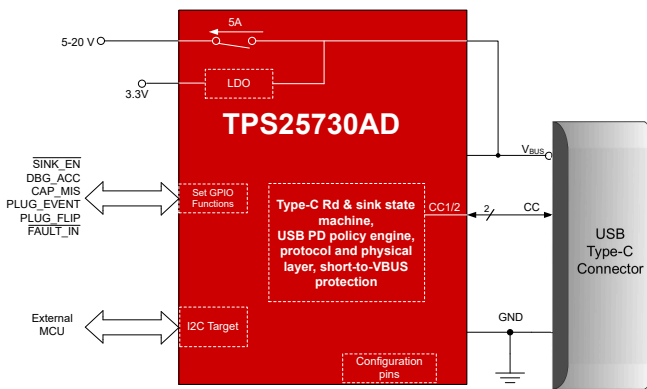 5A
5-20 V
LDO
3.3V
TPS25730AD
SINK_EN
DBG_ACC
CAP_MIS
PLUG_EVENT
PLUG_FLIP
FAULT_IN
Set GPIO
Functions
Type-C Rd & sink state
machine,
USB PD policy engine,
protocol and physical
layer, short-to-VBUS
protection
CC1/2
2
CC
VBUS
USB
Type-C
Connector
External
MCU
I2C Target
GND
Configuration
pins